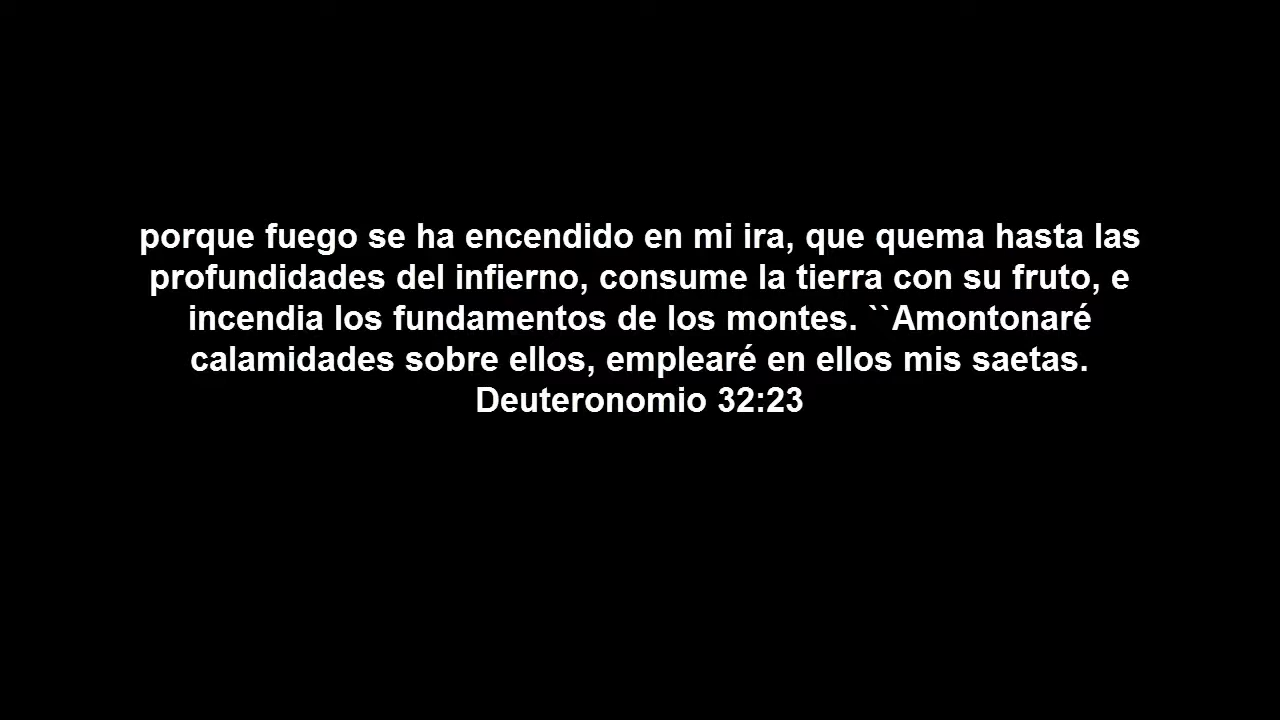 porque fuego se ha encendido en mi ira, que quema hasta las
profundidades del infierno, consume la tierra con su fruto, e
incendia los fundamentos de los montes. ``Amontonaré
calamidades sobre ellos, emplearé en ellos mis saetas.
Deuteronomio 32:23